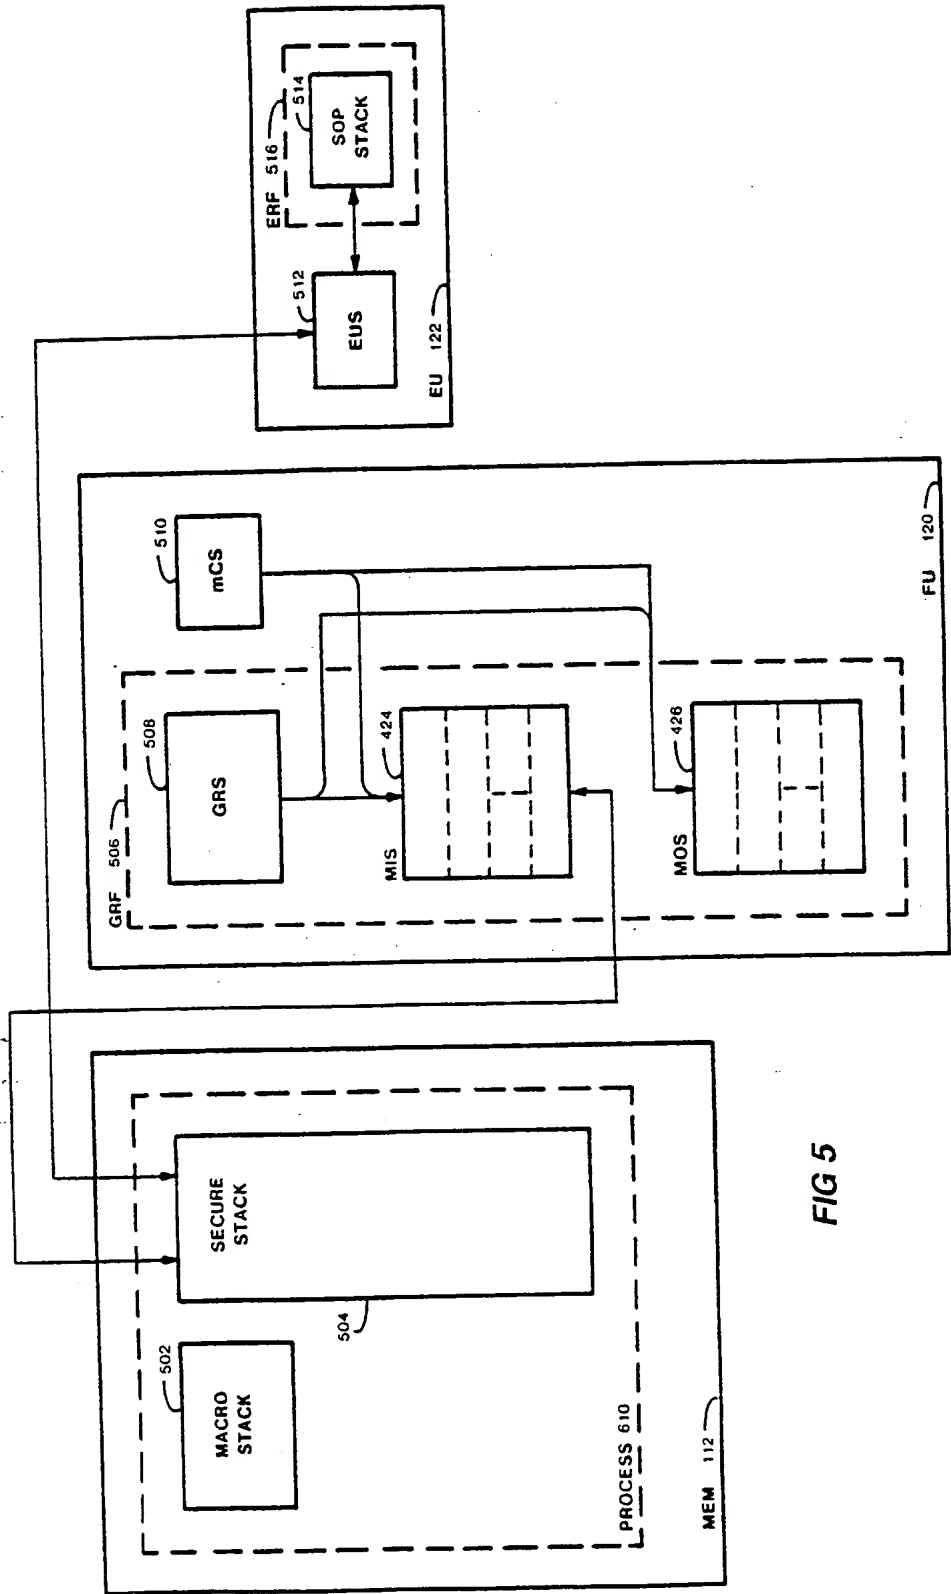 502
MACRO
STACK
SECURE
STACK
504
PROCESS 610
MEM 112
GRF 506
508
GRS
510
mCS
MIS
424
MOS
426
FU 120
512
EUS
ERF 516
514
SOP
STACK
EU 122
FIG 5